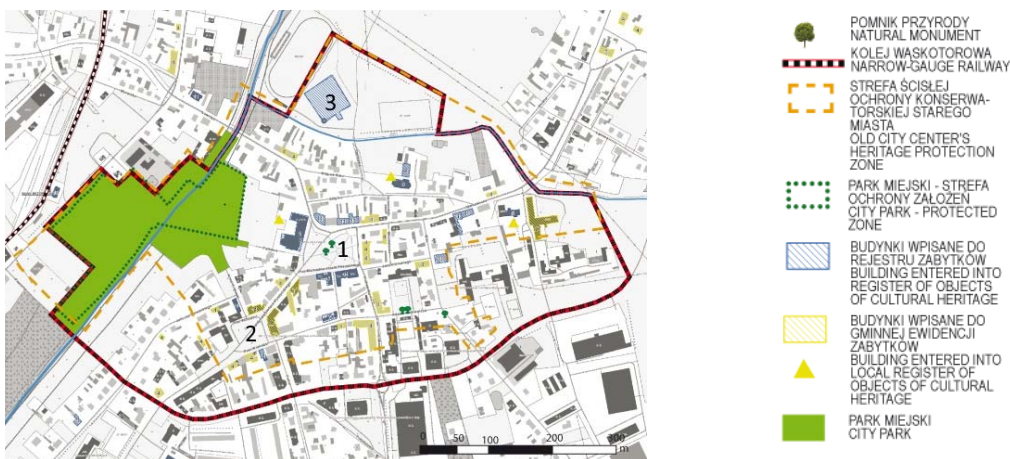 3
1
2
0 50 100 200 300
m
POMNIK PRZYRODY
NATURAL MONUMENT
KOLEJ WĄSKOTOROWA
NARROW-GAUGE RAILWAY
STREFA ŚCISŁEJ
OCHRONY KONSERWA-
TORSKIEJ STAREGO
MIASTA
OLD CITY CENTER'S
HERITAGE PROTECTION
ZONE
PARK MIEJSKI - STREFA
OCHRONY ZAŁOŻEŃ
CITY PARK - PROTECTED
ZONE
BUDYNKI WPISANE DO
REJESTRU ZABYTKÓW
BUILDING ENTERED INTO
REGISTER OF OBJECTS
OF CULTURAL HERITAGE
BUDYNKI WPISANE DO
GMINNEJ EWIDENCJI
ZABYTKÓW
BUILDING ENTERED INTO
LOCAL REGISTER OF
OBJECTS OF CULTURAL
HERITAGE
PARK MIEJSKI
CITY PARK